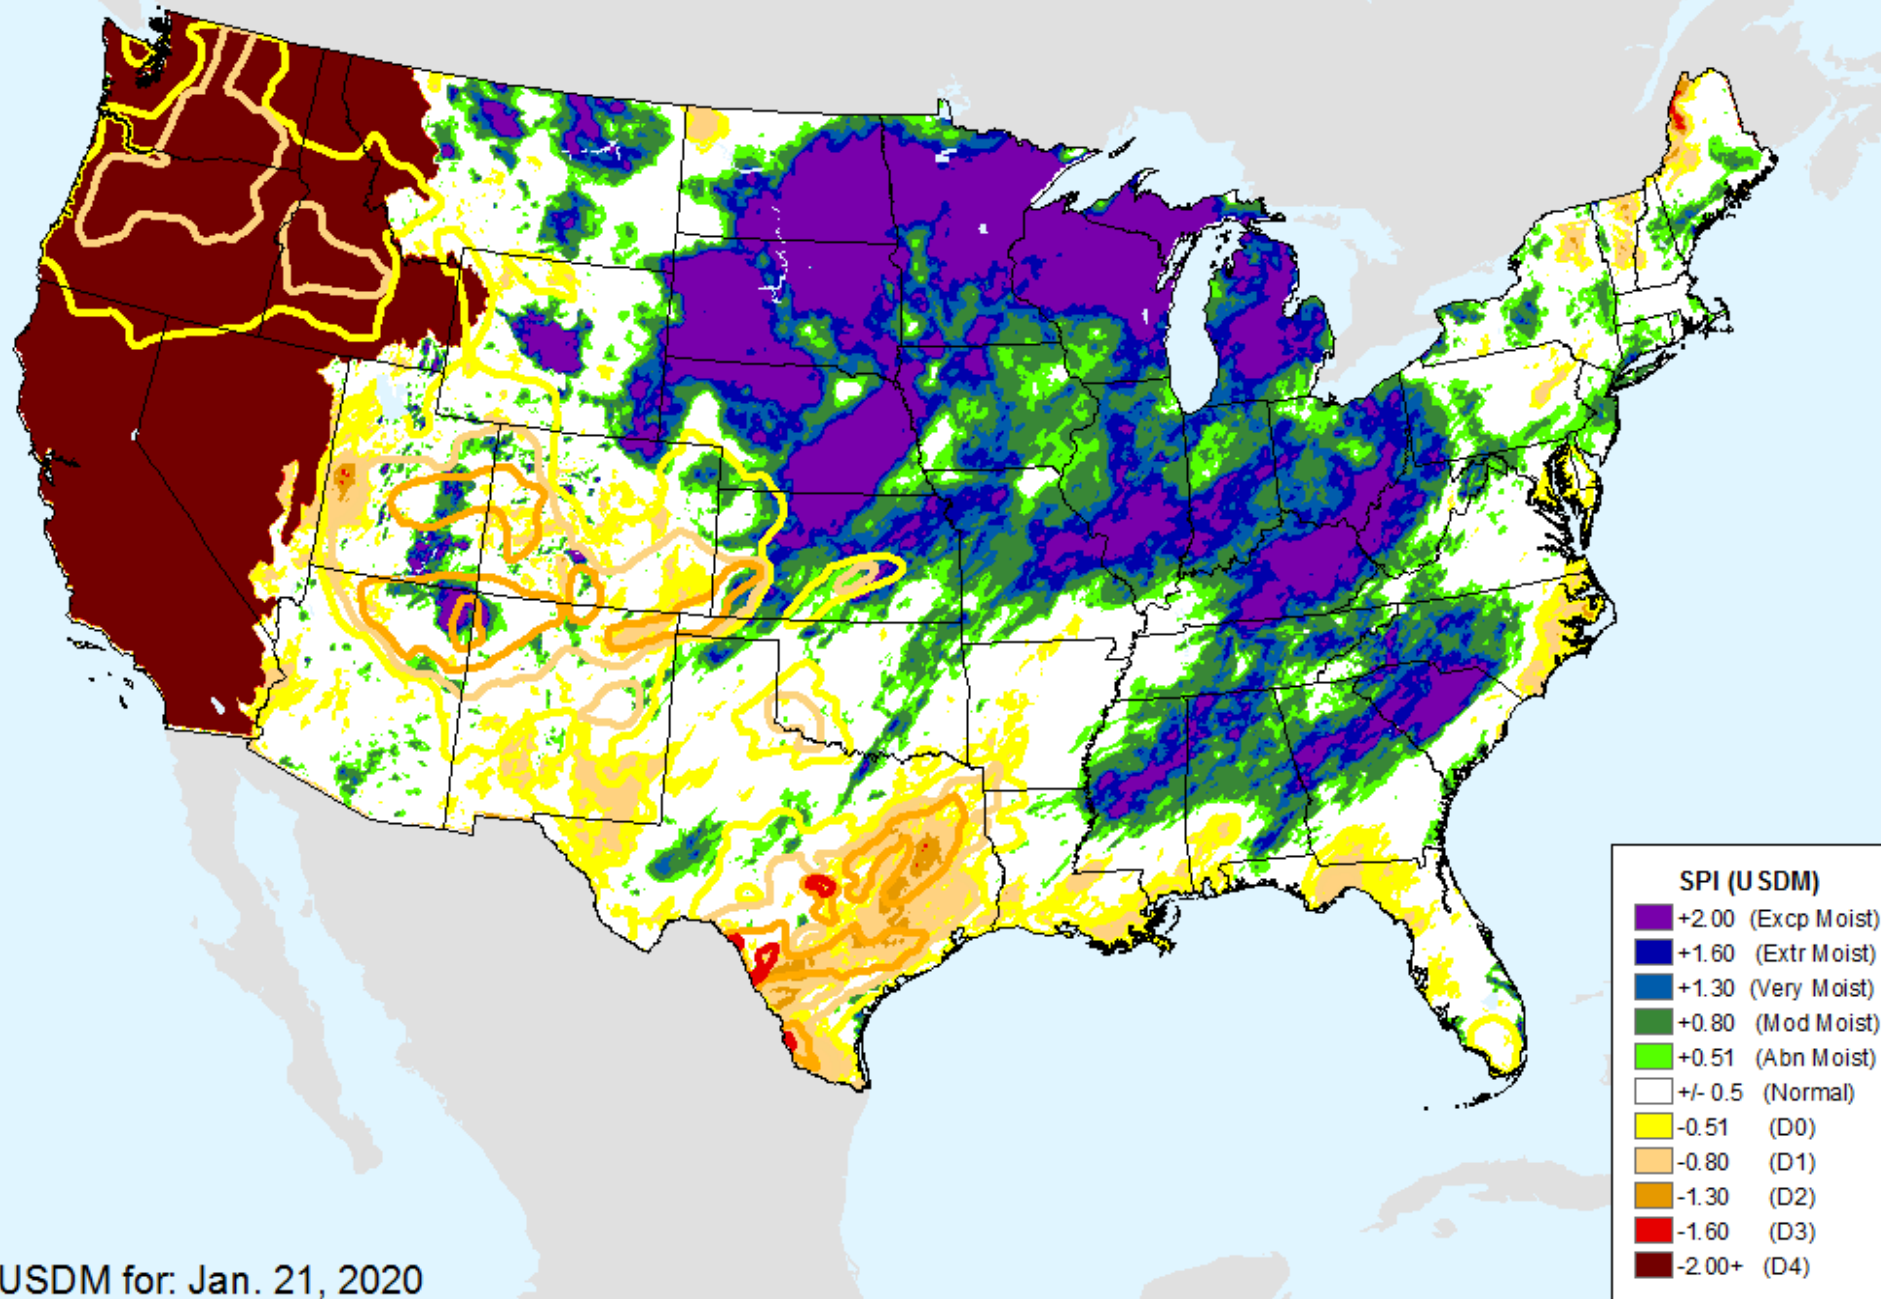 SPI (USDM)
+2.00 (Excp Moist)
+1.60 (Extr Moist)
+1.30 (Very Moist)
+0.80 (Mod Moist)
+0.51 (Abn Moist)
+/- 0.5 (Normal)
-0.51 (D0)
-0.80 (D1)
-1.30 (D2)
-1.60 (D3)
-2.00+ (D4)
USDM for: Jan. 21, 2020